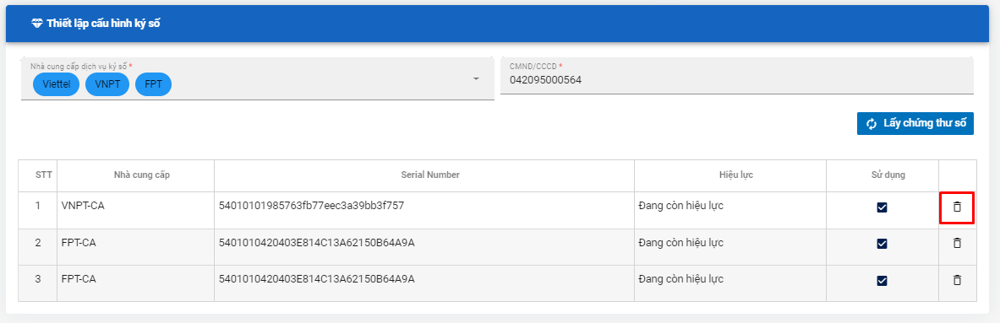 Thiết lập cấu hình ký số
Nhà cung cấp dịch vụ ký số *
Viettel VNPT FPT
CMND/CCCD *
042095000564
Lấy chứng thư số
STT Nhà cung cấp Serial Number Hiệu lực Sử dụng
1 VNPT-CA 54010101985763fb77eec3a39bb3f757 Đang còn hiệu lực
2 FPT-CA 5401010420403E814C13A62150B64A9A Đang còn hiệu lực
3 FPT-CA 5401010420403E814C13A62150B64A9A Đang còn hiệu lực